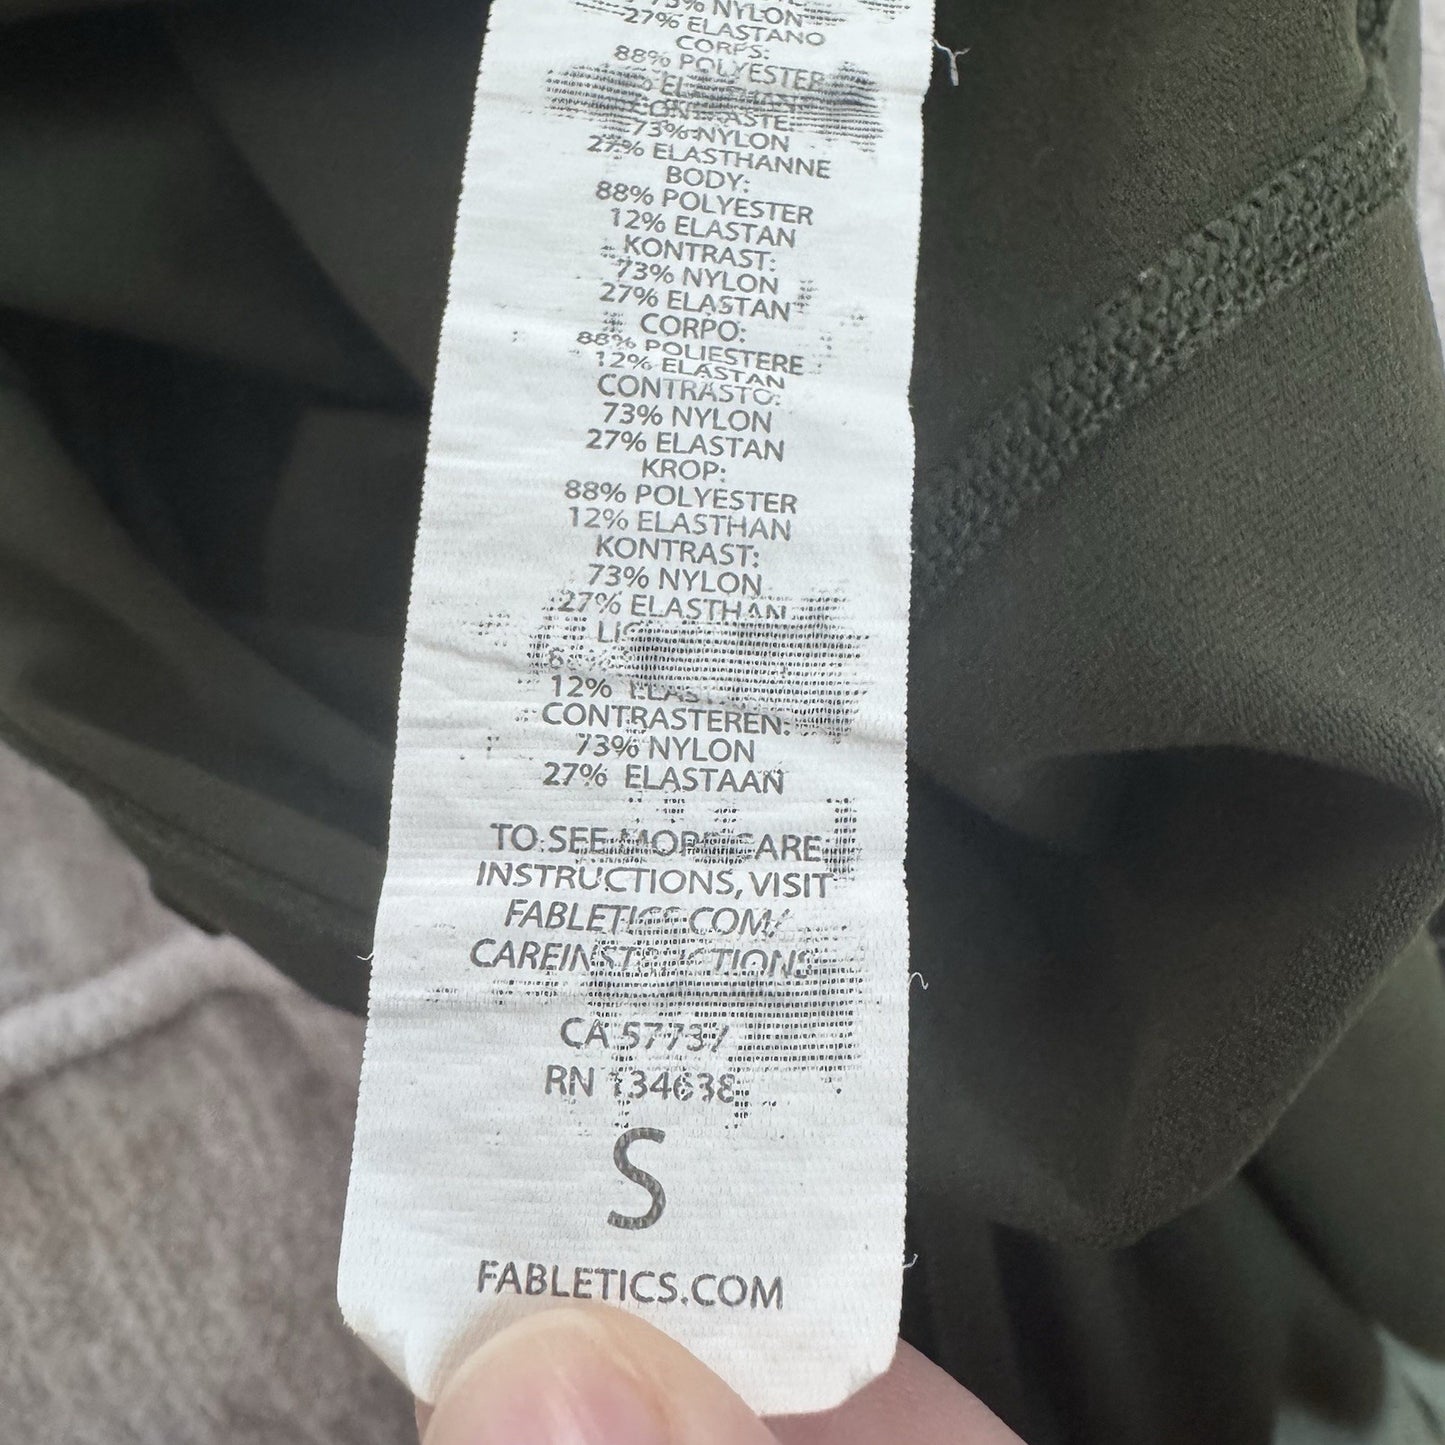 73% NYLON
27% ELASTANO
CORPS:
88% POLYESTER
CONTRASTE:
73% NYLON
27% ELASTHANNE
BODY:
88% POLYESTER
12% ELASTAN
KONTRAST:
73% NYLON
27% ELASTAN
CORPO:
88% POLIESTERE
12% ELASTAN
CONTRASTO:
73% NYLON
27% ELASTAN
KROP:
88% POLYESTER
12% ELASTHAN
KONTRAST:
73% NYLON
27% ELASTHAN
12%
CONTRASTEREN:
73% NYLON
27% ELASTAAN
TO SEE MORE CARE
INSTRUCTIONS, VISIT
FABLETICS.COM/
CAREINSTRUCTIONS
CA 57737
RN 134638
S
FABLETICS.COM